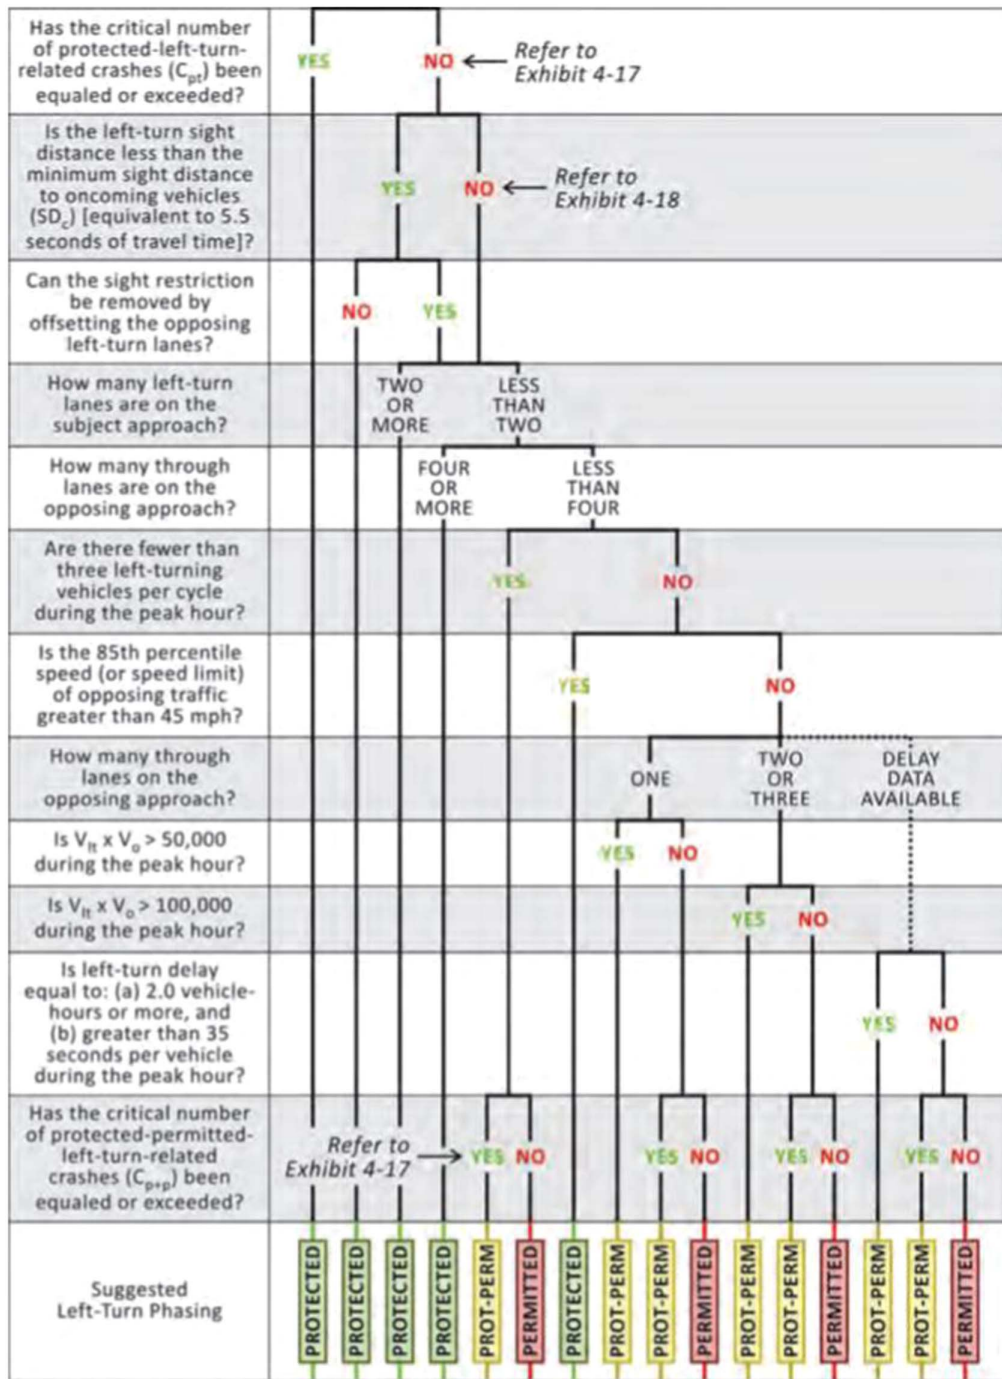 Has the critical number
of protected-left-turn-
related crashes (Cpt) been
equaled or exceeded?
YES
NO
Refer to
Exhibit 4-17
Is the left-turn sight
distance less than the
minimum sight distance
to oncoming vehicles
(SDc) [equivalent to 5.5
seconds of travel time]?
YES
NO
Refer to
Exhibit 4-18
Can the sight restriction
be removed by
offsetting the opposing
left-turn lanes?
NO
YES
How many left-turn
lanes are on the
subject approach?
TWO
OR
MORE
LESS
THAN
TWO
How many through
lanes are on the
opposing approach?
FOUR
OR
MORE
LESS
THAN
FOUR
Are there fewer than
three left-turning
vehicles per cycle
during the peak hour?
YES
NO
Is the 85th percentile
speed (or speed limit)
of opposing traffic
greater than 45 mph?
YES
NO
How many through
lanes on the
opposing approach?
ONE
TWO
OR
THREE
DELAY
DATA
AVAILABLE
Is Vlt x Vo > 50,000
during the peak hour?
YES
NO
Is Vlt x Vo > 100,000
during the peak hour?
YES
NO
Is left-turn delay
equal to: (a) 2.0 vehicle-
hours or more, and
(b) greater than 35
seconds per vehicle
during the peak hour?
YES
NO
Has the critical number
of protected-permitted-
left-turn-related
crashes (Cp+p) been
equaled or exceeded?
Refer to
Exhibit 4-17
YES NO
YES NO
YES NO
YES NO
Suggested
Left-Turn Phasing
PROTECTED
PROTECTED
PROTECTED
PROTECTED
PROT-PERM
PERMITTED
PROTECTED
PROT-PERM
PROT-PERM
PERMITTED
PROT-PERM
PROT-PERM
PERMITTED
PROT-PERM
PROT-PERM
PERMITTED